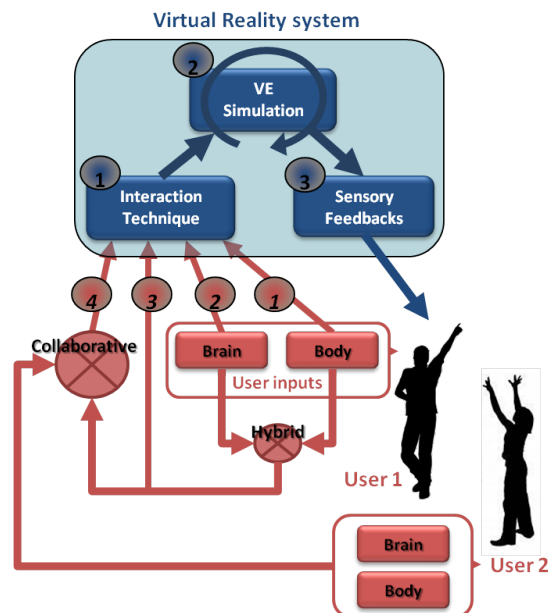 Virtual Reality system
2
VE
Simulation
1
Interaction
Technique
3
Sensory
Feedbacks
4
3
2
1
Collaborative
Brain
Body
User inputs
Hybrid
User 1
Brain
Body
User 2